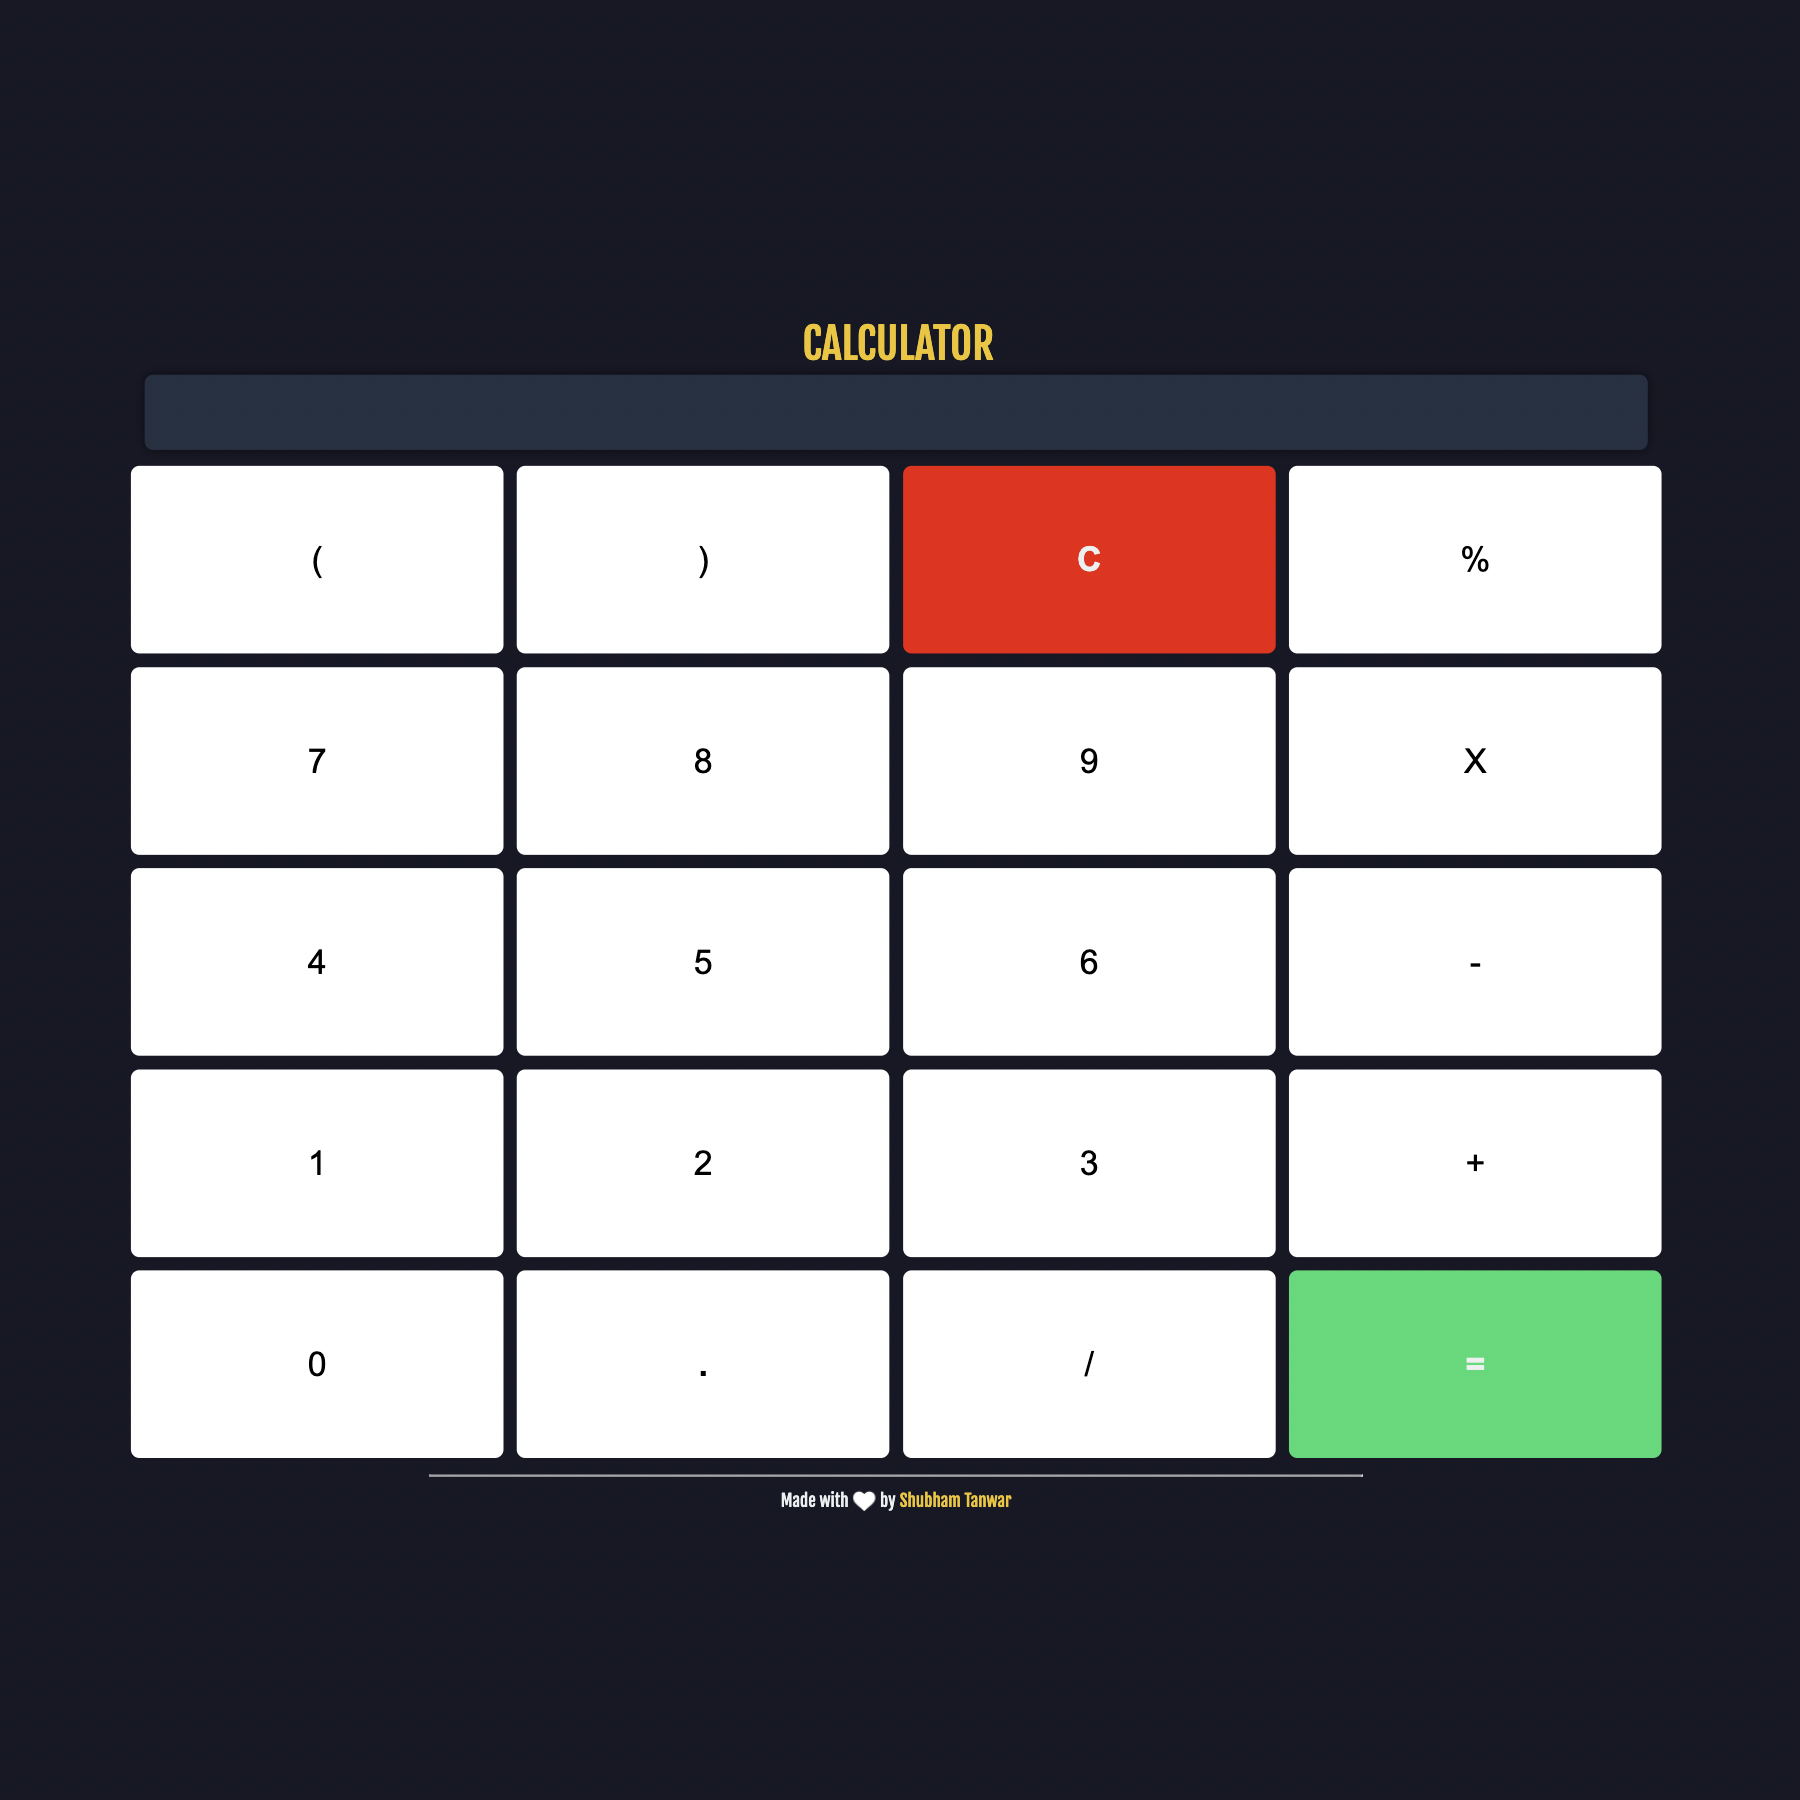 CALCULATOR
( ) C %
7 8 9 X
4 5 6 -
1 2 3 +
0 . / =
Made with 🤍 by Shubham Tanwar